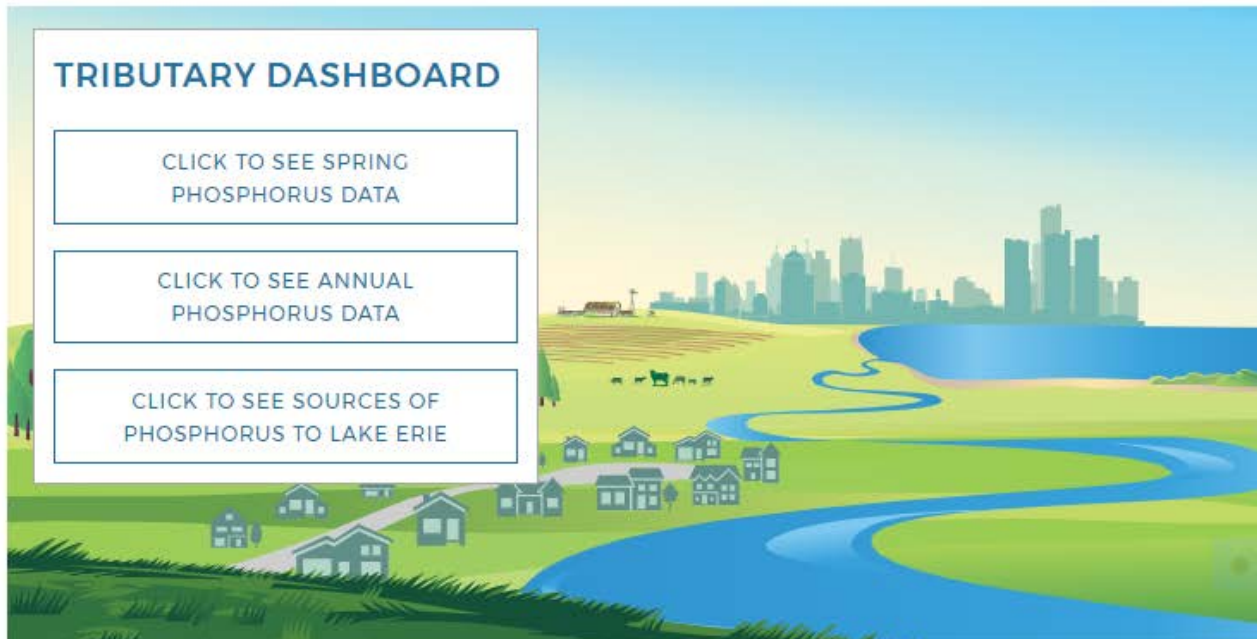 TRIBUTARY DASHBOARD
CLICK TO SEE SPRING
PHOSPHORUS DATA
CLICK TO SEE ANNUAL
PHOSPHORUS DATA
CLICK TO SEE SOURCES OF
PHOSPHORUS TO LAKE ERIE